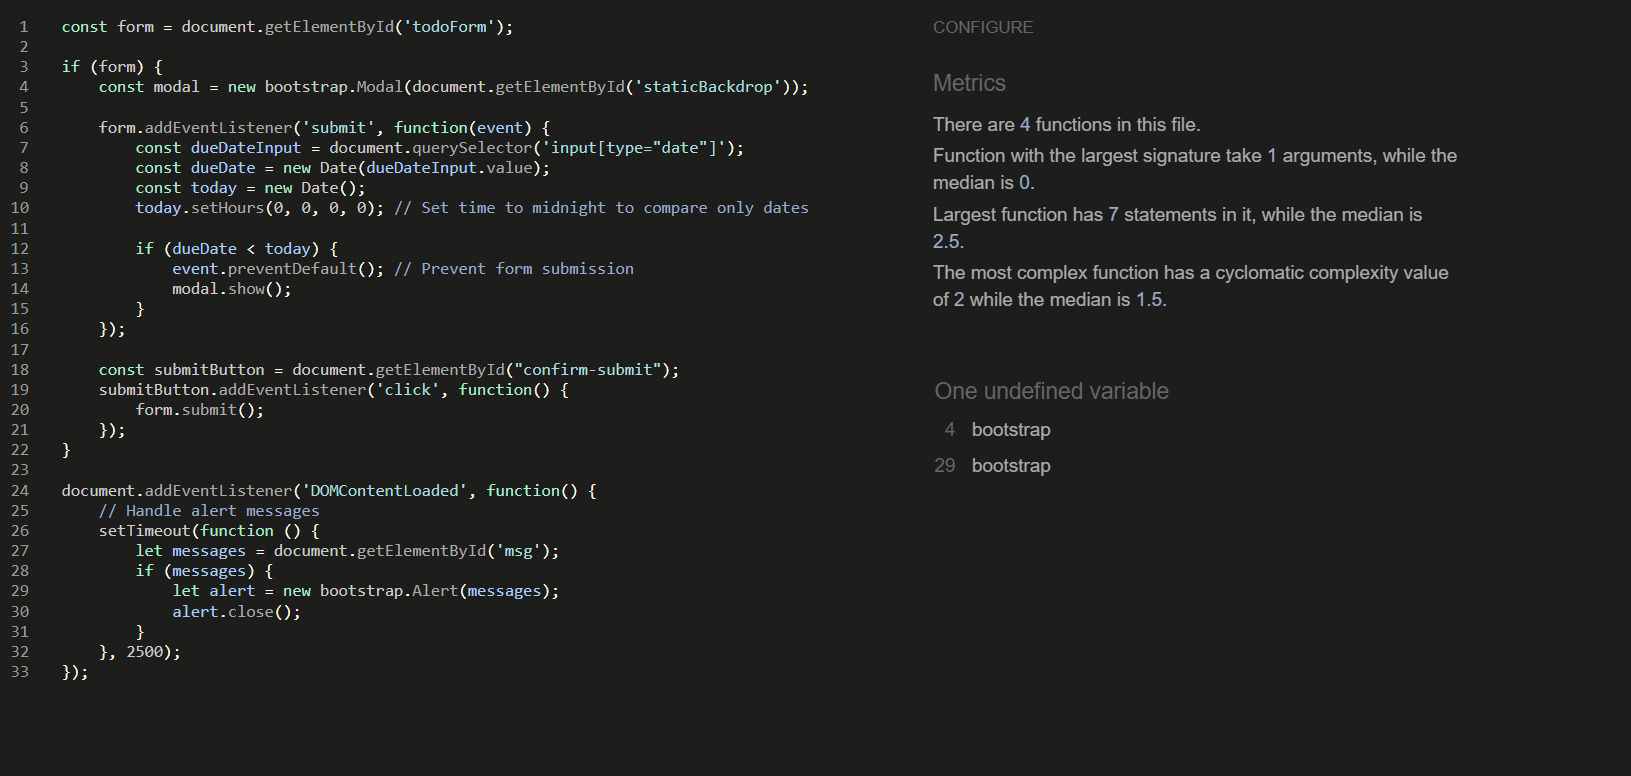 1 const form = document.getElementById('todoForm');
2
3 if (form) {
4 const modal = new bootstrap.Modal(document.getElementById('staticBackdrop'));
5
6 form.addEventListener('submit', function(event) {
7 const dueDateInput = document.querySelector('input[type="date"]');
8 const dueDate = new Date(dueDateInput.value);
9 const today = new Date();
10 today.setHours(0, 0, 0, 0); // Set time to midnight to compare only dates
11
12 if (dueDate < today) {
13 event.preventDefault(); // Prevent form submission
14 modal.show();
15 }
16 });
17
18 const submitButton = document.getElementById("confirm-submit");
19 submitButton.addEventListener('click', function() {
20 form.submit();
21 });
22 }
23
24 document.addEventListener('DOMContentLoaded', function() {
25 // Handle alert messages
26 setTimeout(function () {
27 let messages = document.getElementById('msg');
28 if (messages) {
29 let alert = new bootstrap.Alert(messages);
30 alert.close();
31 }
32 }, 2500);
33 });
CONFIGURE
Metrics
There are 4 functions in this file.
Function with the largest signature take 1 arguments, while the
median is 0.
Largest function has 7 statements in it, while the median is
2.5.
The most complex function has a cyclomatic complexity value
of 2 while the median is 1.5.
One undefined variable
4 bootstrap
29 bootstrap